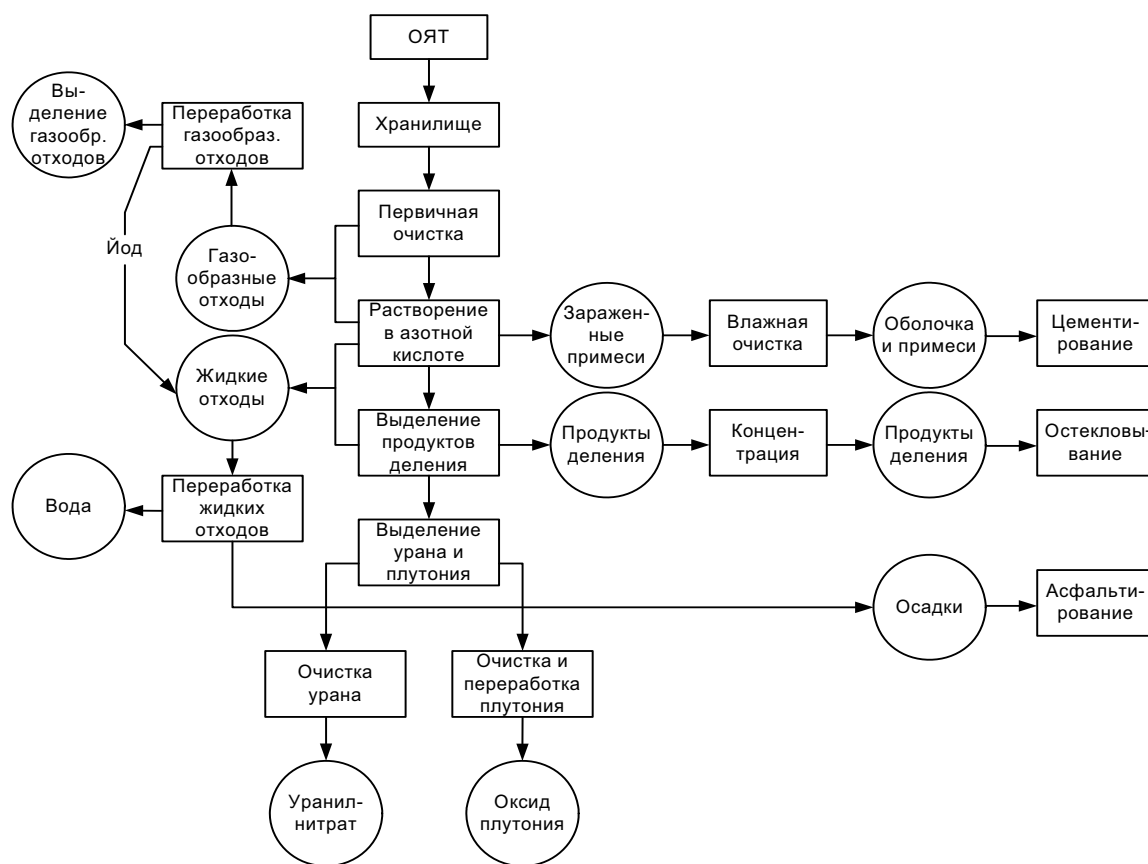 ОЯТ
Хранилище
Первичная
очистка
Вы-
деление
газообр.
отходов
Переработка
газообраз.
отходов
Йод
Газо-
образные
отходы
Растворение
в азотной
кислоте
Заражен-
ные
примеси
Влажная
очистка
Оболочка
и примеси
Цементи-
рование
Жидкие
отходы
Выделение
продуктов
деления
Продукты
деления
Концен-
трация
Продукты
деления
Остекловы-
вание
Вода
Переработка
жидких
отходов
Выделение
урана и
плутония
Осадки
Асфальти-
рование
Очистка
урана
Очистка и
переработка
плутония
Уранил-
нитрат
Оксид
плутония